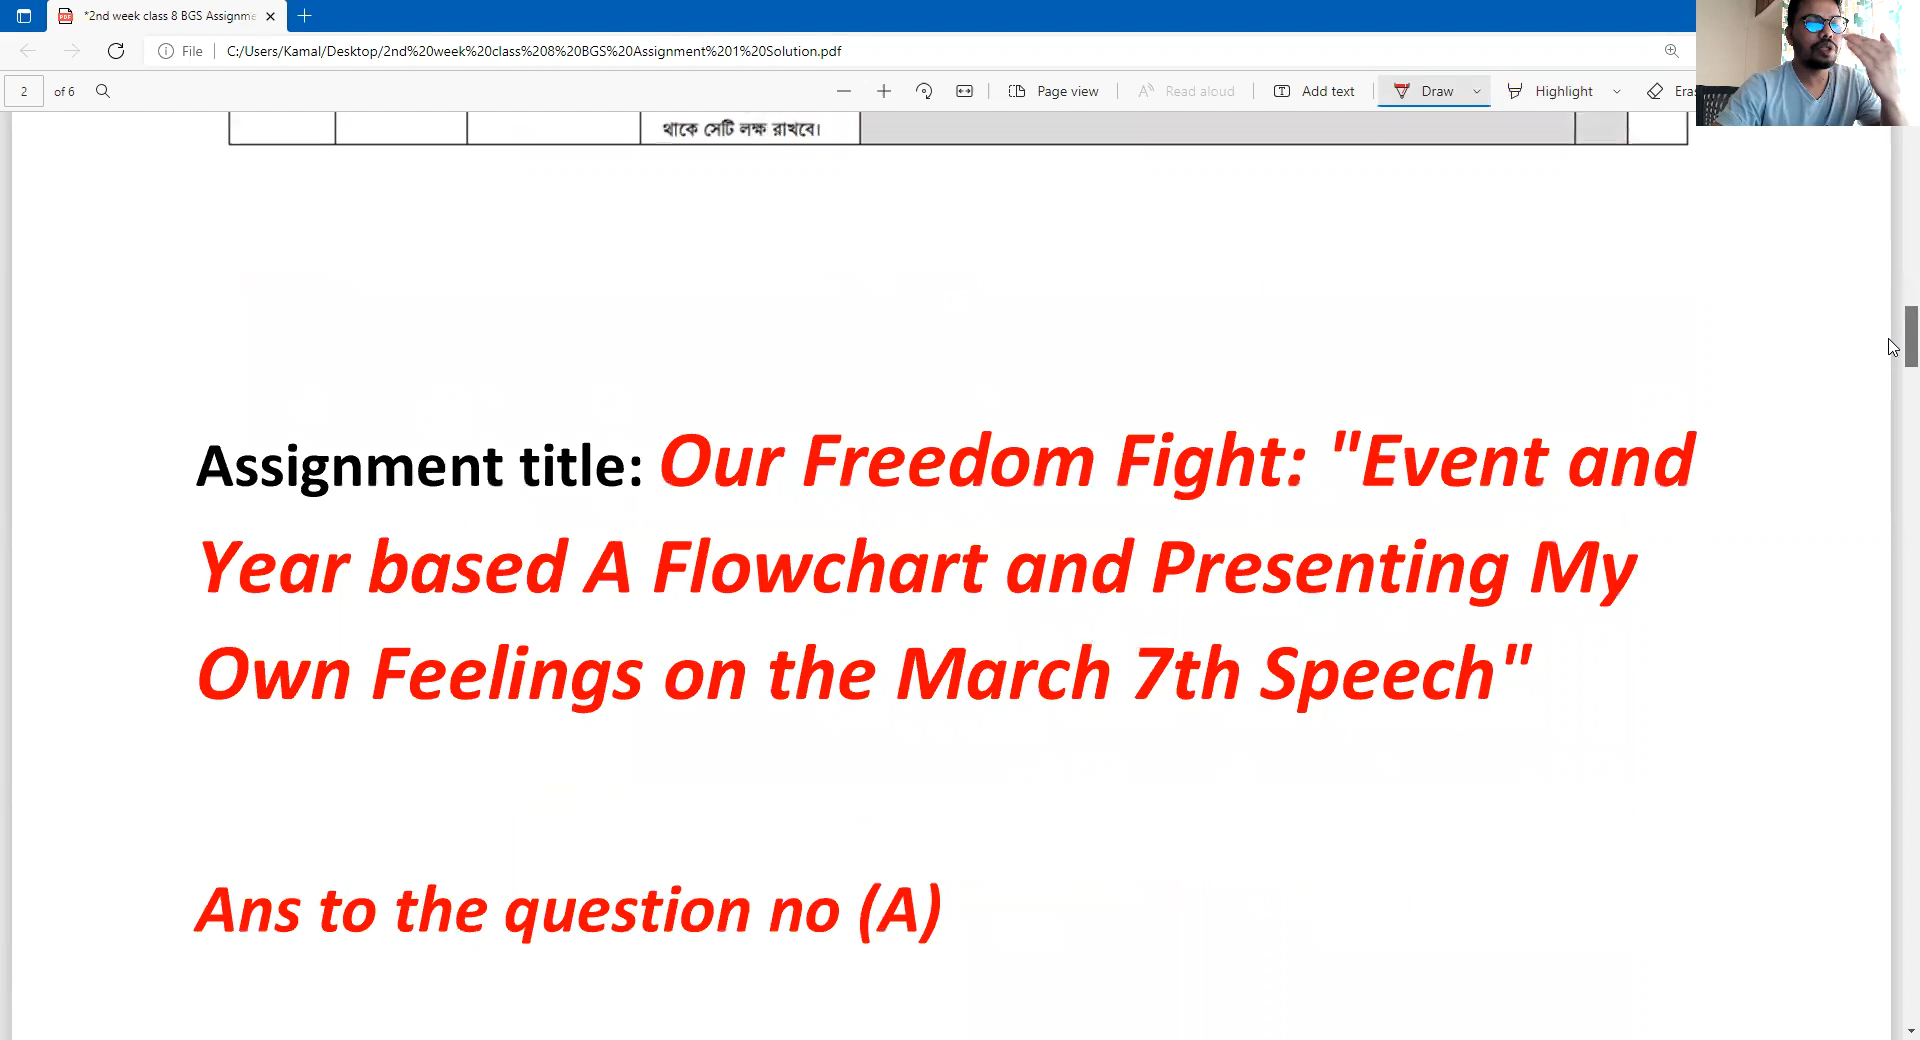 *2nd week class 8 BGS Assignme
File C:/Users/Kamal/Desktop/2nd%20week%20class%208%20BGS%20Assignment%201%20Solution.pdf
2 of 6 Page view Read aloud Add text Draw Highlight Eras
থাকে সেটি লক্ষ রাখবে।
Assignment title: Our Freedom Fight: "Event and
Year based A Flowchart and Presenting My
Own Feelings on the March 7th Speech"
Ans to the question no (A)